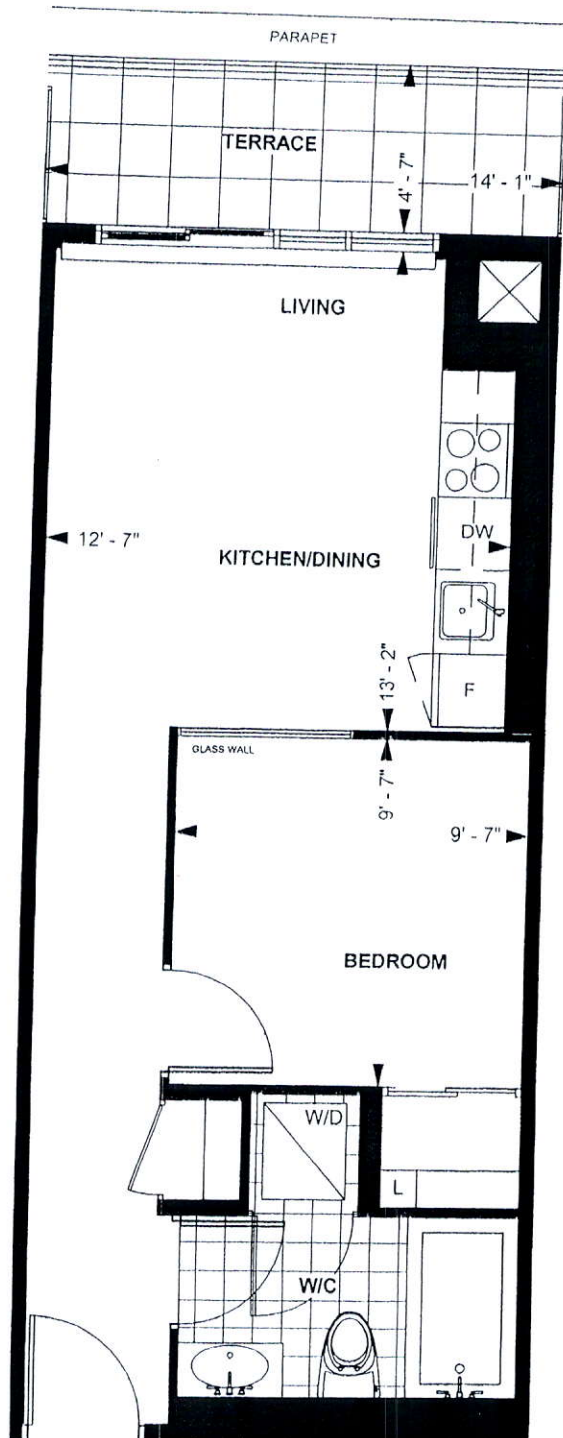 PARAPET
TERRACE
4' - 7"
14' - 1"
LIVING
12' - 7"
DW
KITCHEN/DINING
13' - 2"
F
GLASS WALL
9' - 7"
9' - 7"
BEDROOM
W/D
L
W/C